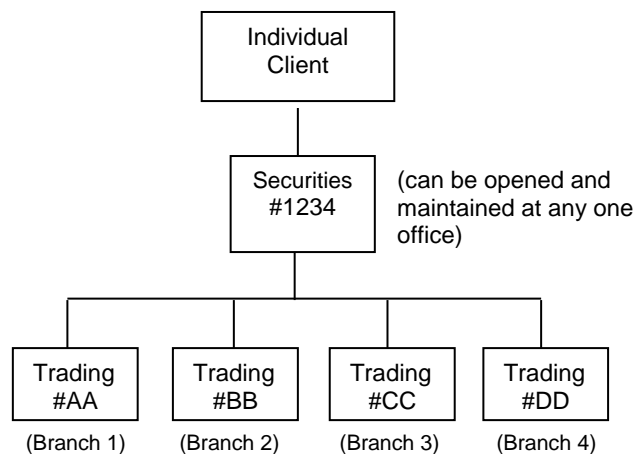 Individual
Client
Securities
#1234
(can be opened and
maintained at any one
office)
Trading
#AA
Trading
#BB
Trading
#CC
Trading
#DD
(Branch 1)
(Branch 2)
(Branch 3)
(Branch 4)